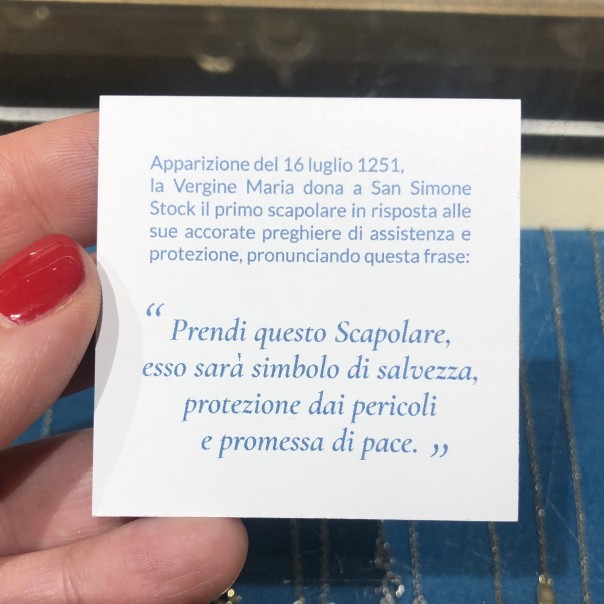 Apparizione del 16 luglio 1251,
la Vergine Maria dona a San Simone
Stock il primo scapolare in risposta alle
sue accorate preghiere di assistenza e
protezione, pronunciando questa frase:
“ Prendi questo Scapolare,
esso sarà simbolo di salvezza,
protezione dai pericoli
e promessa di pace. „